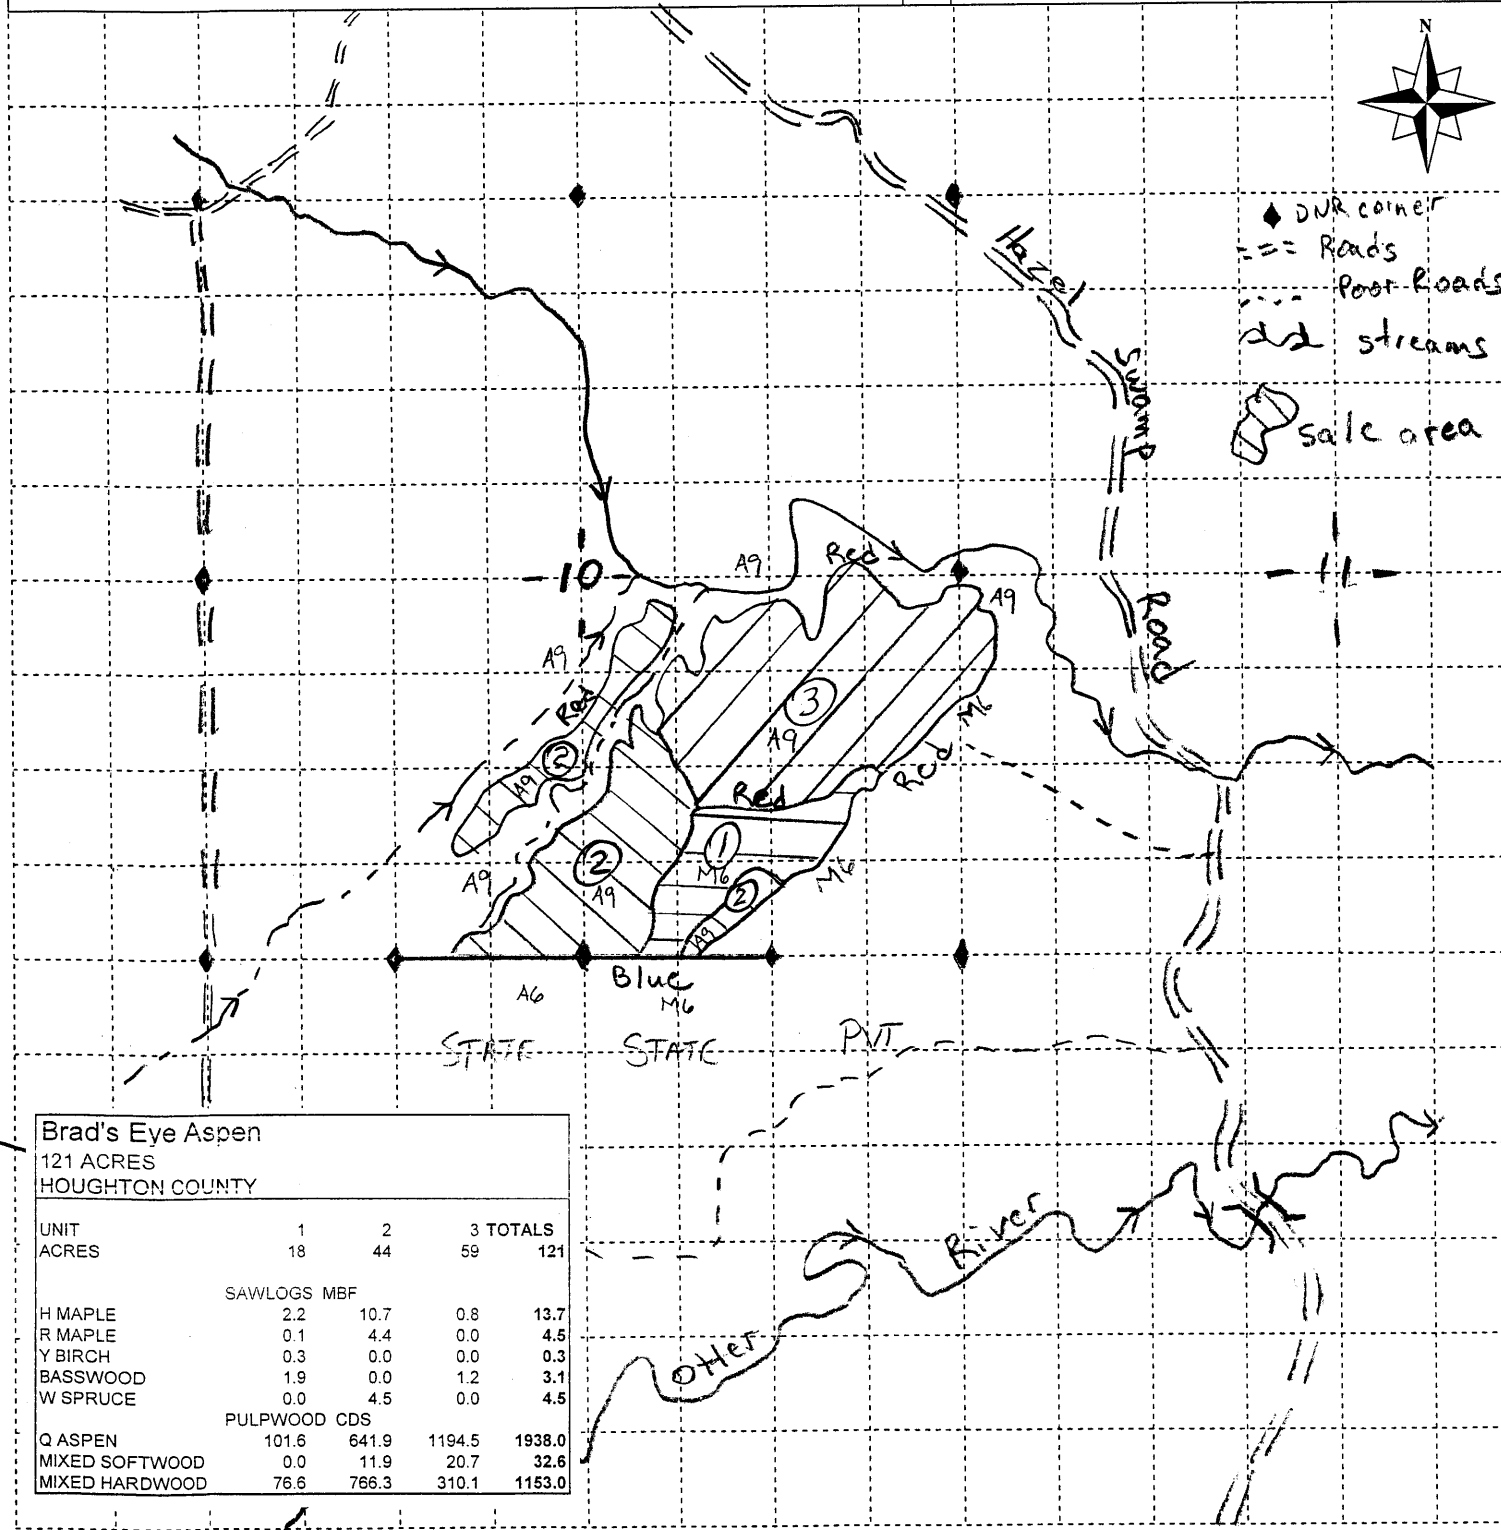 N
DNR corner
Roads
Poor Roads
streams
sale area
Hazel
Swamp
Road
10
11
A9
Red
A9
A9
Red
3
A9
M6
Red
2
A9
Red
1
M6
M6
2
A9
A9
2
A9
Blue
A6
M6
STATE STATE PVT
River
Otter
Brad's Eye Aspen
121 ACRES
HOUGHTON COUNTY
UNIT 1 2 3 TOTALS
ACRES 18 44 59 121
SAWLOGS MBF
H MAPLE 2.2 10.7 0.8 13.7
R MAPLE 0.1 4.4 0.0 4.5
Y BIRCH 0.3 0.0 0.0 0.3
BASSWOOD 1.9 0.0 1.2 3.1
W SPRUCE 0.0 4.5 0.0 4.5
PULPWOOD CDS
Q ASPEN 101.6 641.9 1194.5 1938.0
MIXED SOFTWOOD 0.0 11.9 20.7 32.6
MIXED HARDWOOD 76.6 766.3 310.1 1153.0